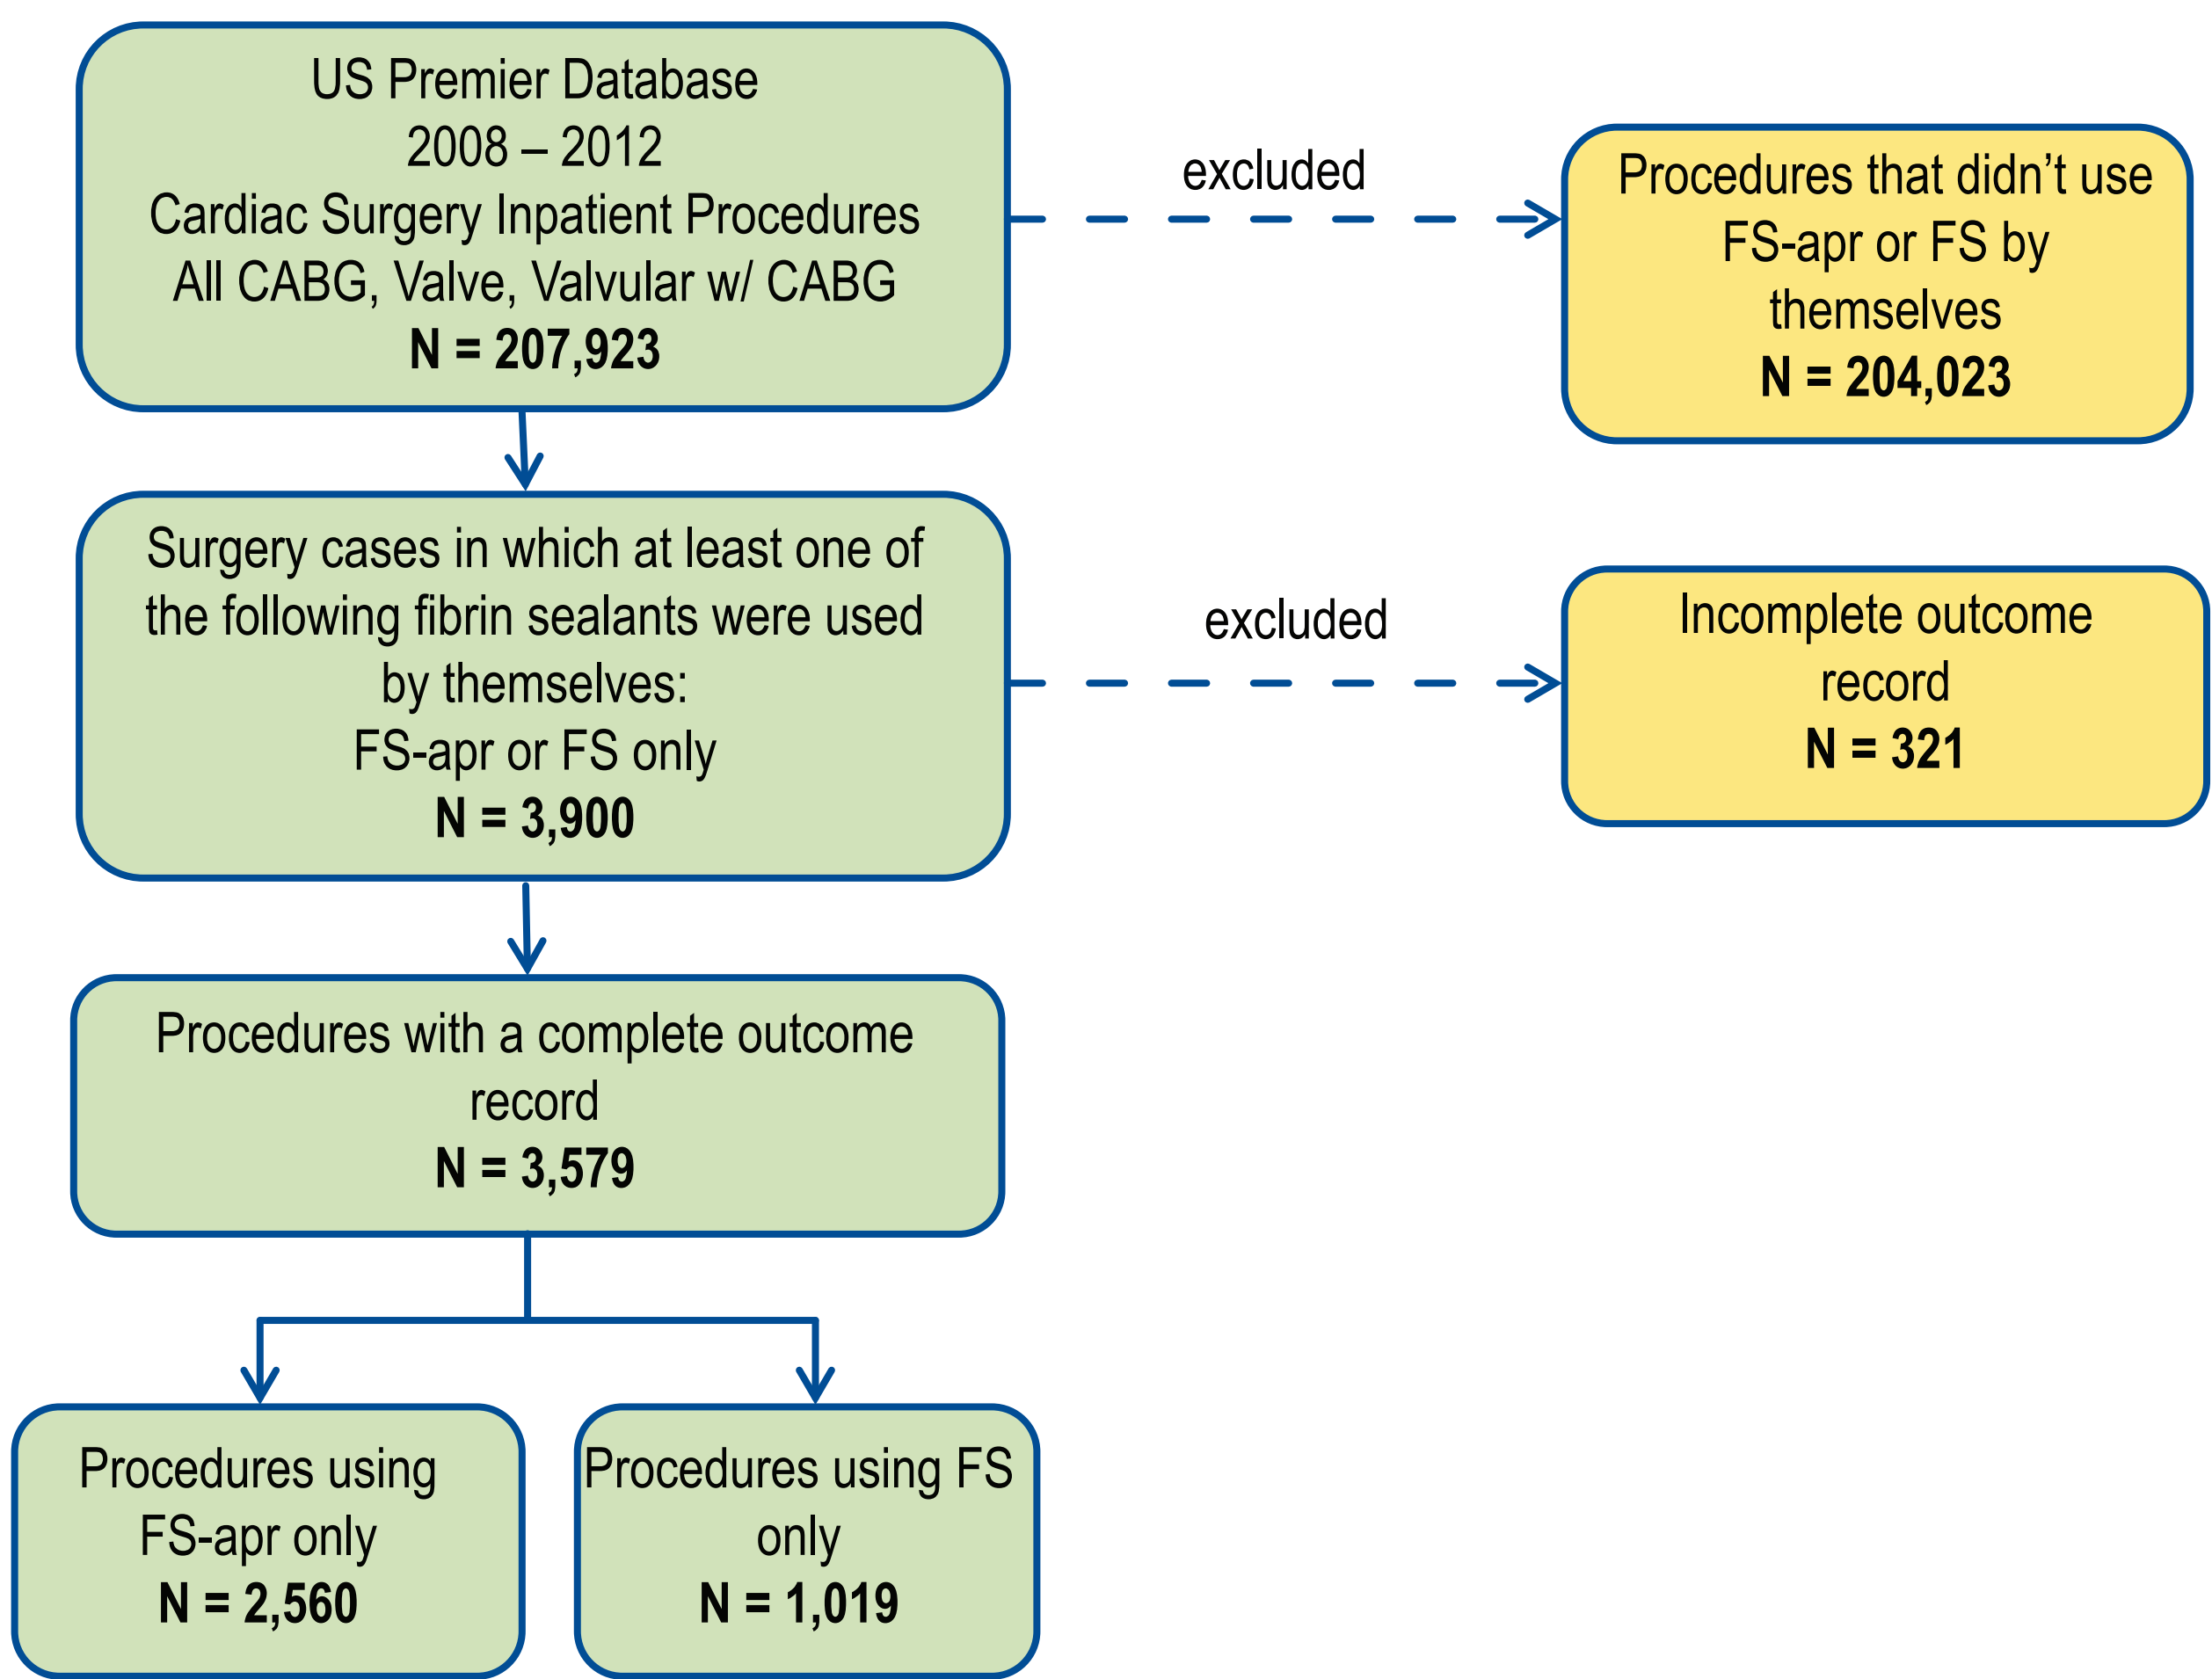 US Premier Database
2008 – 2012
Cardiac Surgery Inpatient Procedures
All CABG, Valve, Valvular w/ CABG
N = 207,923
excluded
Procedures that didn’t use
FS-apr or FS by
themselves
N = 204,023
Surgery cases in which at least one of
the following fibrin sealants were used
by themselves:
FS-apr or FS only
N = 3,900
excluded
Incomplete outcome
record
N = 321
Procedures with a complete outcome
record
N = 3,579
Procedures using
FS-apr only
N = 2,560
Procedures using FS
only
N = 1,019